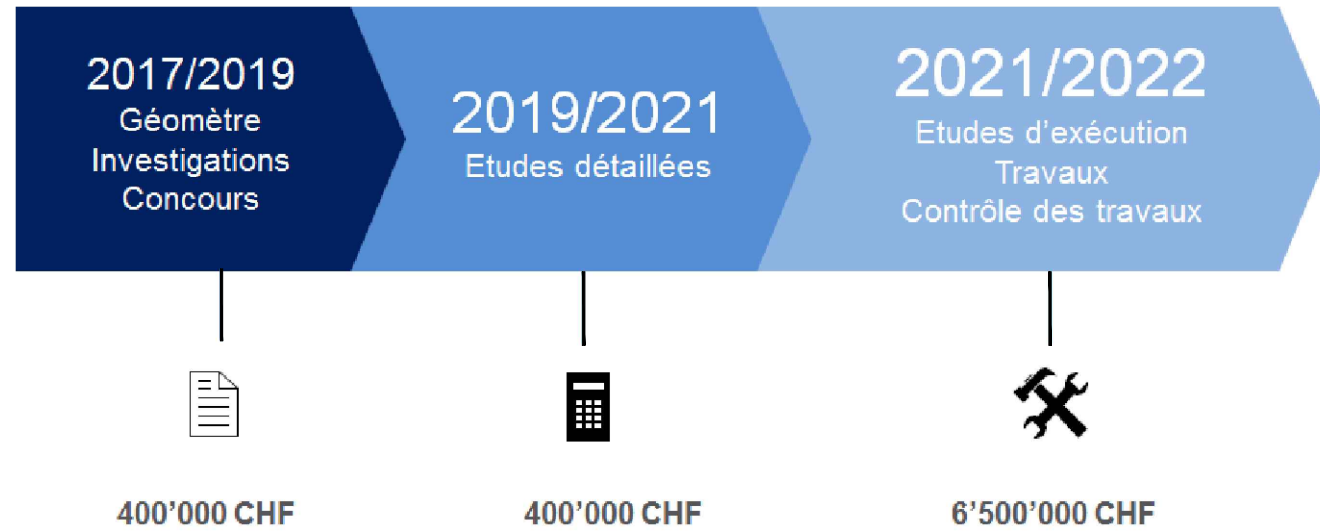 2017/2019
Géomètre
Investigations
Concours
2019/2021
Etudes détaillées
2021/2022
Etudes d’exécution
Travaux
Contrôle des travaux
400’000 CHF
400’000 CHF
6’500’000 CHF